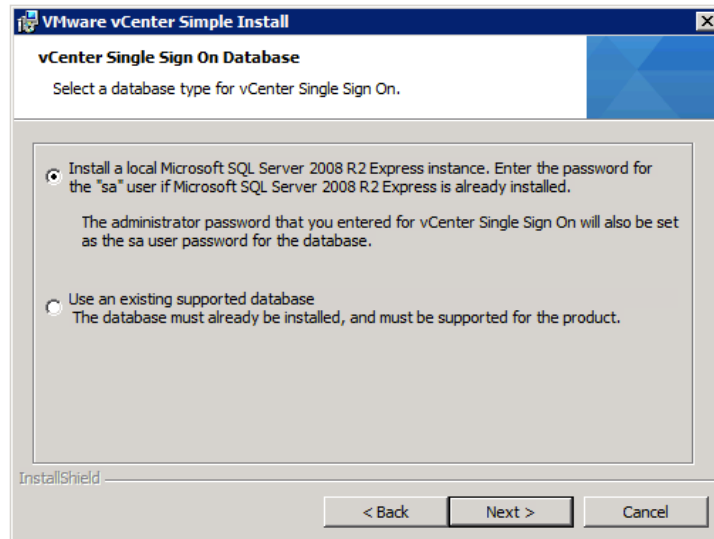 VMware vCenter Simple Install
vCenter Single Sign On Database
Select a database type for vCenter Single Sign On.
Install a local Microsoft SQL Server 2008 R2 Express instance. Enter the password for
the "sa" user if Microsoft SQL Server 2008 R2 Express is already installed.
The administrator password that you entered for vCenter Single Sign On will also be set
as the sa user password for the database.
Use an existing supported database
The database must already be installed, and must be supported for the product.
InstallShield
< Back
Next >
Cancel